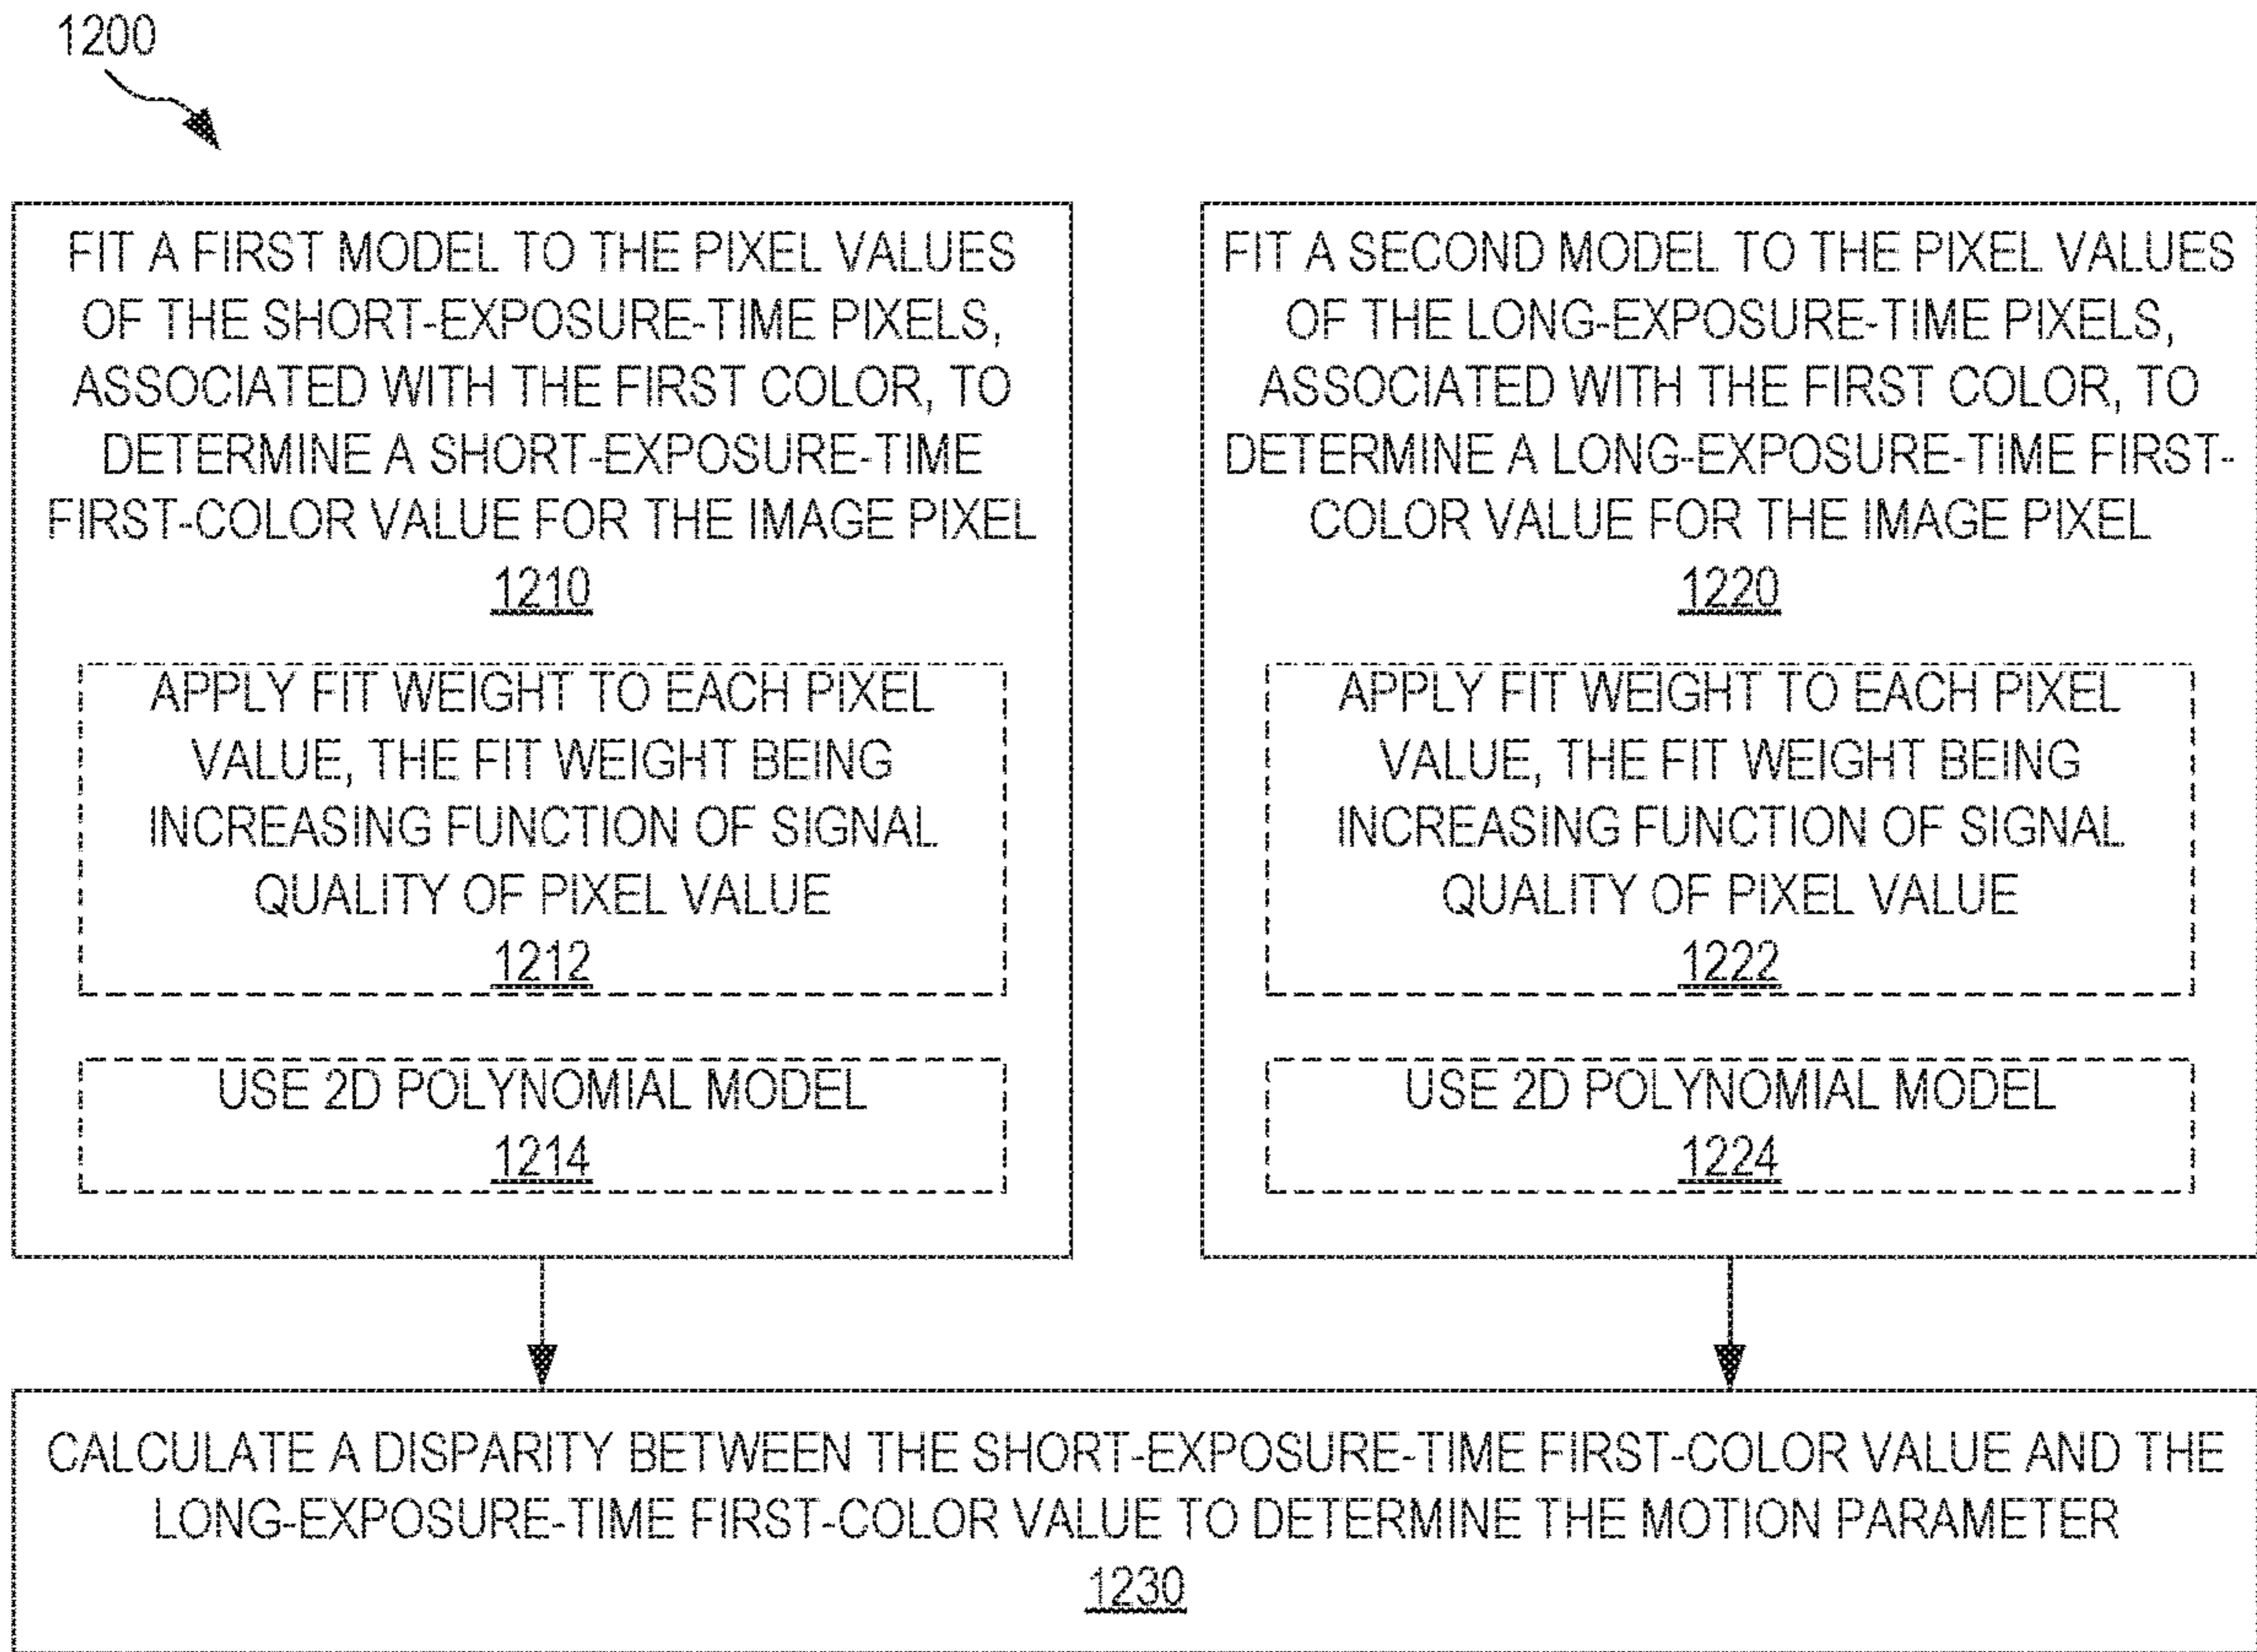 1200
FIT A FIRST MODEL TO THE PIXEL VALUES
OF THE SHORT-EXPOSURE-TIME PIXELS,
ASSOCIATED WITH THE FIRST COLOR, TO
DETERMINE A SHORT-EXPOSURE-TIME
FIRST-COLOR VALUE FOR THE IMAGE PIXEL
1210
APPLY FIT WEIGHT TO EACH PIXEL
VALUE, THE FIT WEIGHT BEING
INCREASING FUNCTION OF SIGNAL
QUALITY OF PIXEL VALUE
1212
USE 2D POLYNOMIAL MODEL
1214
FIT A SECOND MODEL TO THE PIXEL VALUES
OF THE LONG-EXPOSURE-TIME PIXELS,
ASSOCIATED WITH THE FIRST COLOR, TO
DETERMINE A LONG-EXPOSURE-TIME FIRST-
COLOR VALUE FOR THE IMAGE PIXEL
1220
APPLY FIT WEIGHT TO EACH PIXEL
VALUE, THE FIT WEIGHT BEING
INCREASING FUNCTION OF SIGNAL
QUALITY OF PIXEL VALUE
1222
USE 2D POLYNOMIAL MODEL
1224
CALCULATE A DISPARITY BETWEEN THE SHORT-EXPOSURE-TIME FIRST-COLOR VALUE AND THE
LONG-EXPOSURE-TIME FIRST-COLOR VALUE TO DETERMINE THE MOTION PARAMETER
1230